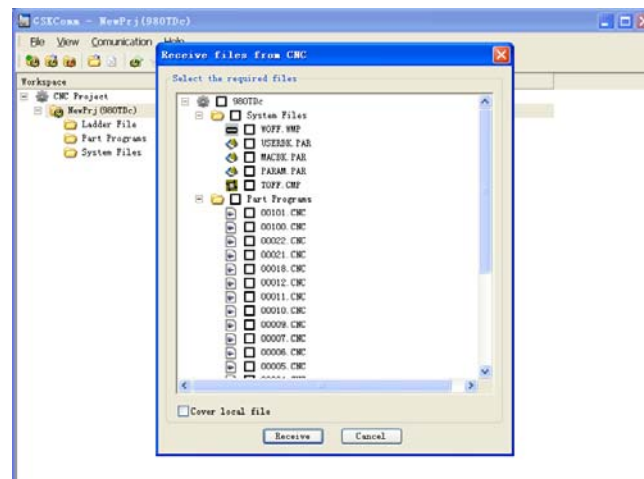 GSKComm - NewPrj(980TDc)
File View Comunication Help
Workspace
CNC Project
NewPrj(980TDc)
Ladder File
Part Programs
System Files
Receive files from CNC
Select the required files
980TDc
System Files
WOFF.WMP
USERBK.PAR
MACBK.PAR
PARAM.PAR
TOFF.CMP
Part Programs
O0101.CNC
O0100.CNC
O0022.CNC
O0021.CNC
O0018.CNC
O0012.CNC
O0011.CNC
O0010.CNC
O0009.CNC
O0007.CNC
O0006.CNC
O0005.CNC
Cover local file
Receive Cancel